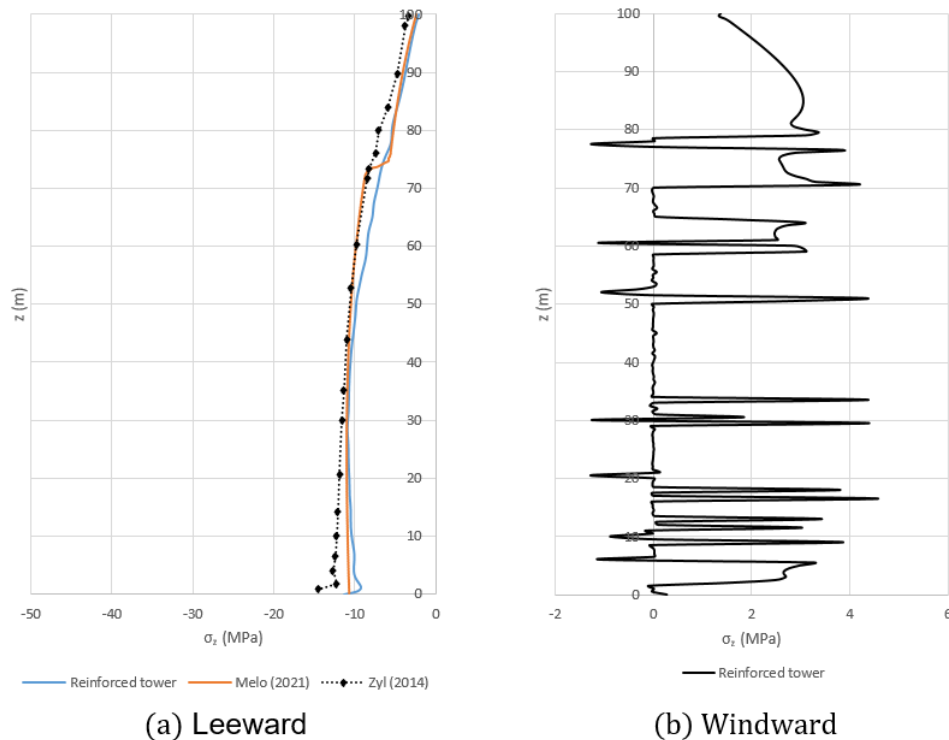 100
90
80
70
60
50
40
30
20
10
0
z (m)
-50 -40 -30 -20 -10 0
σz (MPa)
Reinforced tower Melo (2021) Zyl (2014)
(a) Leeward
100
90
80
70
60
50
40
30
20
10
0
z (m)
-2 0 2 4 6
σz (MPa)
Reinforced tower
(b) Windward